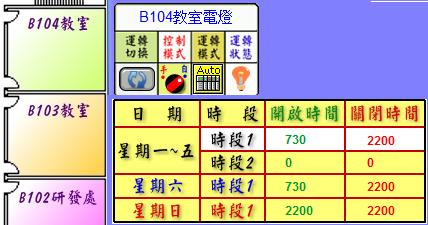 B104教室
B103教室
B102研發處
B104教室電燈
運轉切換 控制模式 運轉模式 運轉狀態
手 自 Auto
日 期 時 段 開啟時間 關閉時間
星期一~五 時段1 730 2200
時段2 0 0
星期六 時段1 730 2200
星期日 時段1 2200 2200